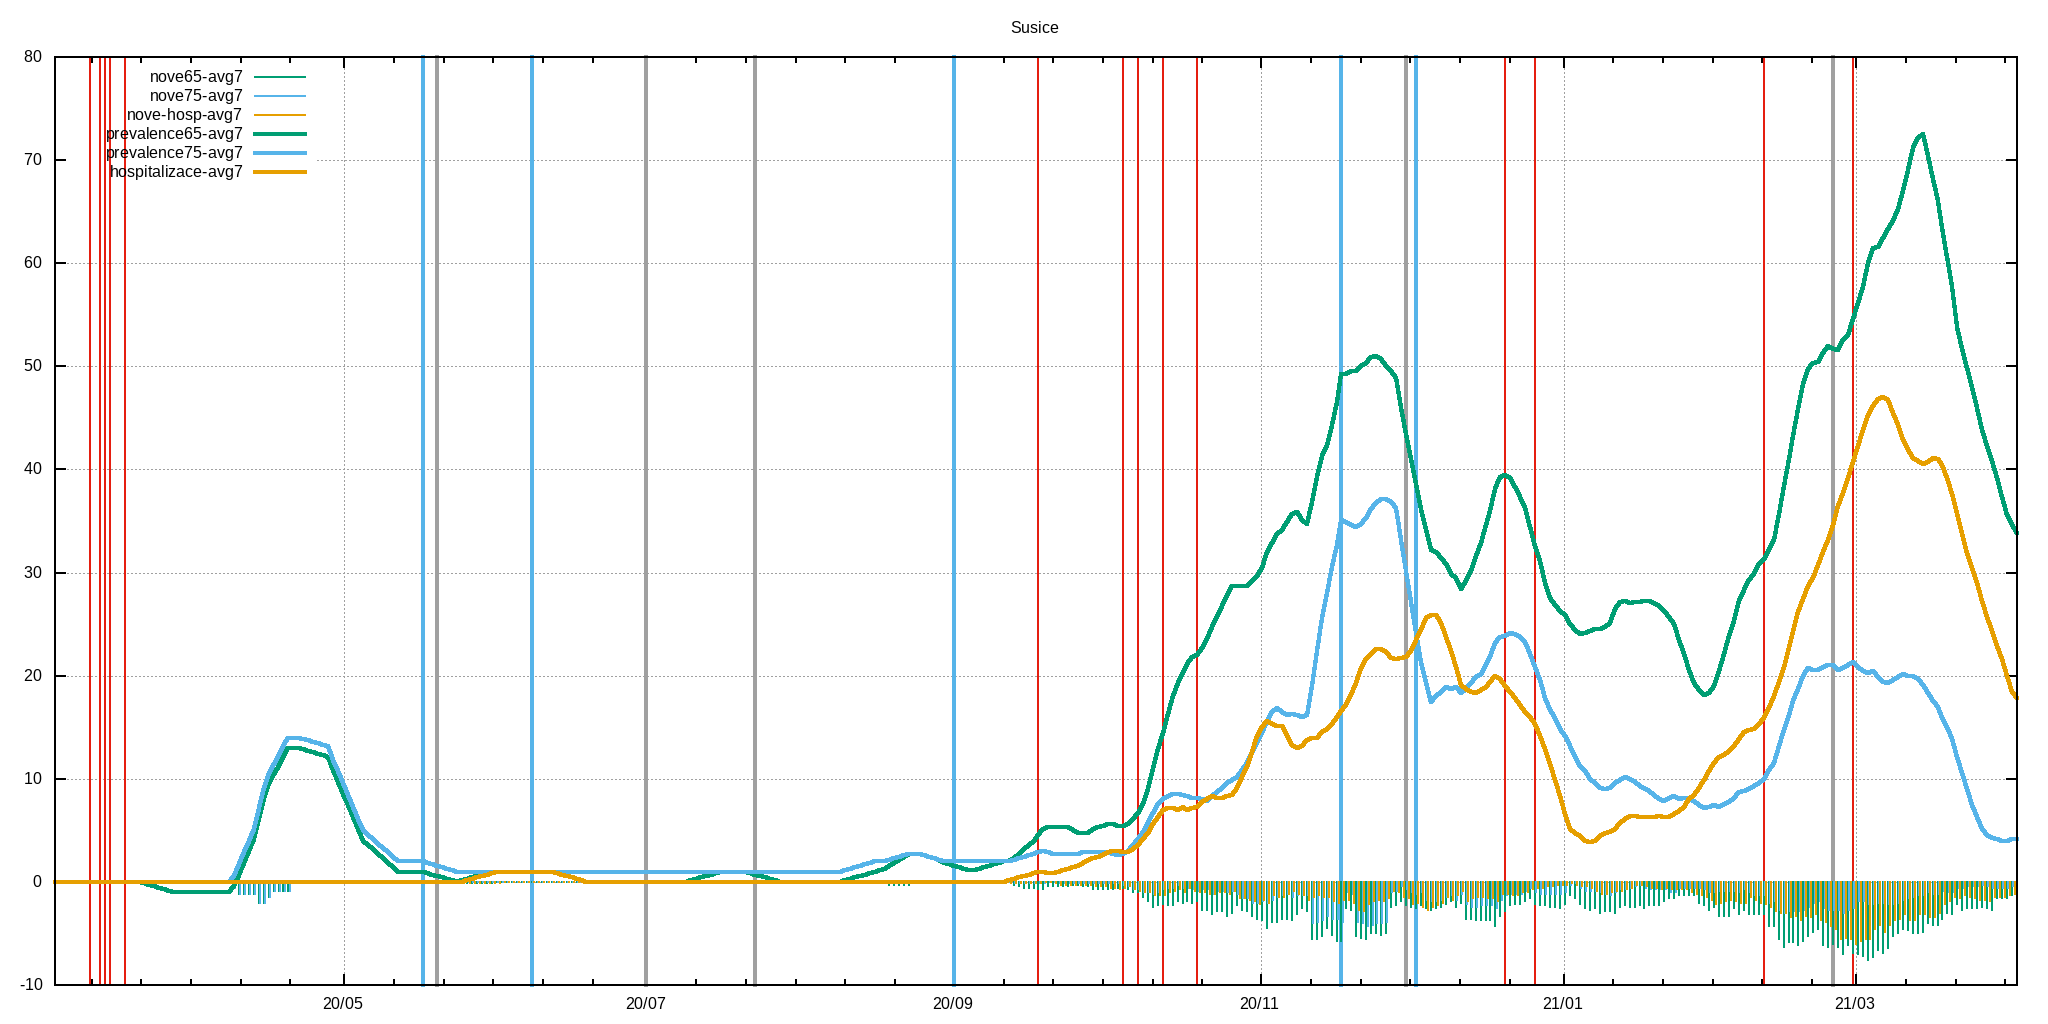 Susice
80
70
60
50
40
30
20
10
0
-10
nove65-avg7
nove75-avg7
nove-hosp-avg7
prevalence65-avg7
prevalence75-avg7
hospitalizace-avg7
20/05 20/07 20/09 20/11 21/01 21/03